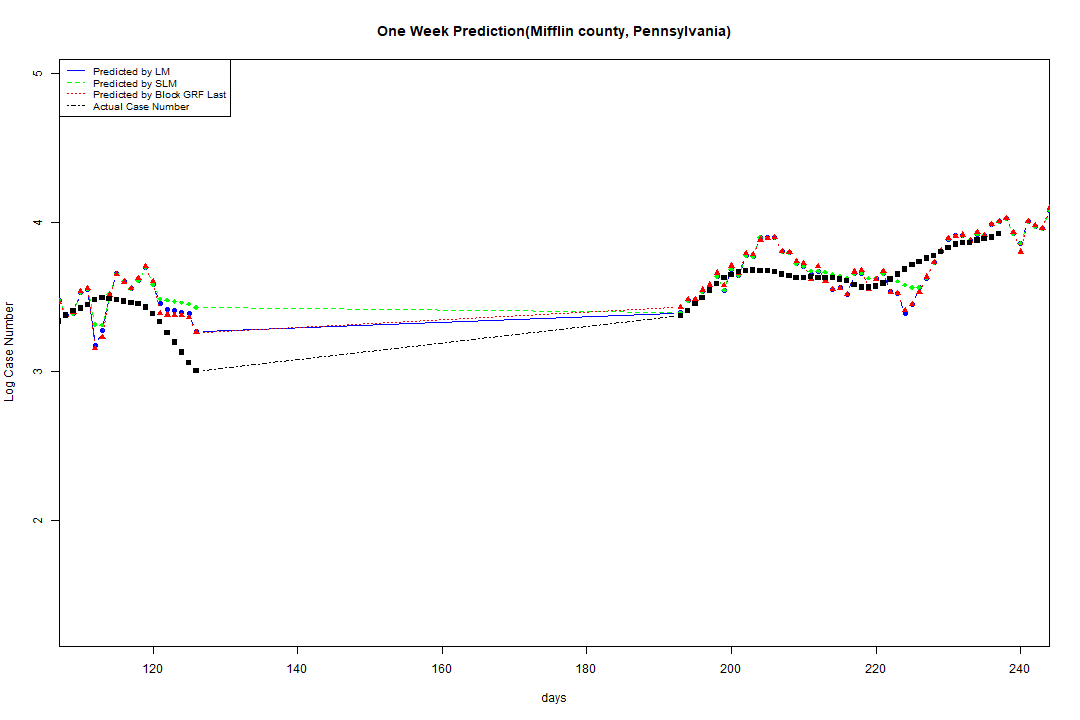 One Week Prediction(Mifflin county, Pennsylvania)
Predicted by LM
Predicted by SLM
Predicted by Block GRF Last
Actual Case Number
5
4
3
2
Log Case Number
120 140 160 180 200 220 240
days